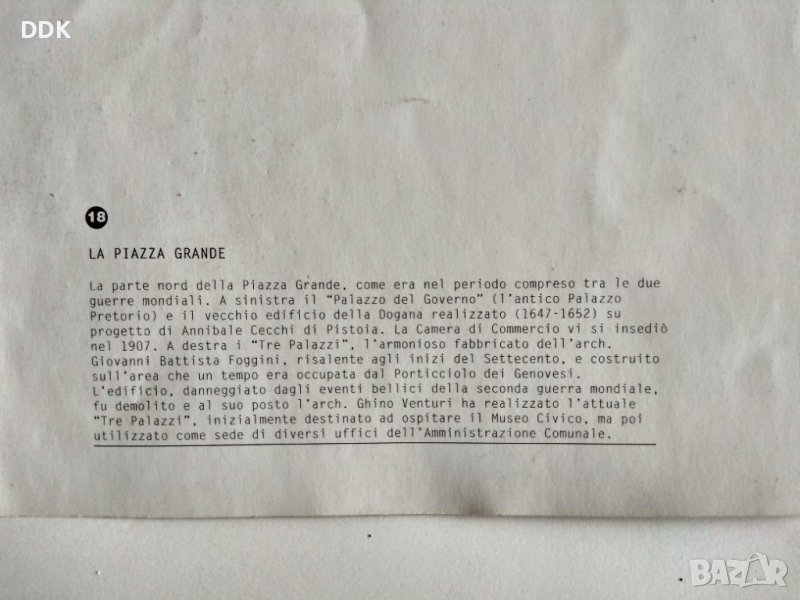 DDK
18
LA PIAZZA GRANDE
La parte nord della Piazza Grande, come era nel periodo compreso tra le due
guerre mondiali. A sinistra il "Palazzo del Governo" (l'antico Palazzo
Pretorio) e il vecchio edificio della Dogana realizzato (1647-1652) su
progetto di Annibale Cecchi di Pistoia. La Camera di Commercio vi si insediò
nel 1907. A destra i "Tre Palazzi", l'armonioso fabbricato dell'arch.
Giovanni Battista Foggini, risalente agli inizi del Settecento, e costruito
sull'area che un tempo era occupata dal Porticciolo dei Genovesi.
L'edificio, danneggiato dagli eventi bellici della seconda guerra mondiale,
fu demolito e al suo posto l'arch. Ghino Venturi ha realizzato l'attuale
"Tre Palazzi", inizialmente destinato ad ospitare il Museo Civico, ma poi
utilizzato come sede di diversi uffici dell'Amministrazione Comunale.
BAZAR